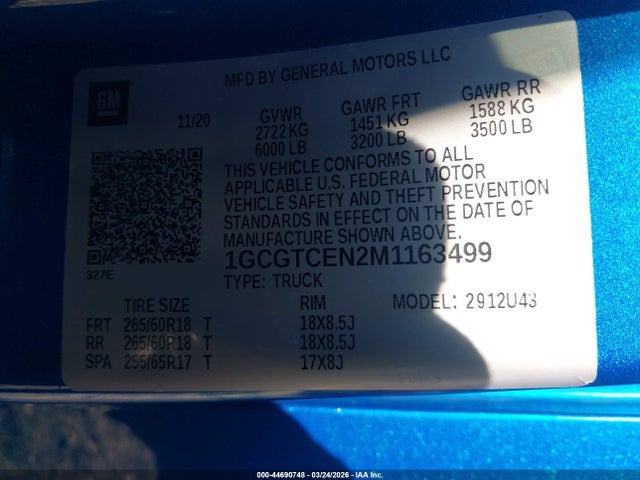 MFD BY GENERAL MOTORS LLC
GM
11/20
GVWR
2722 KG
6000 LB
GAWR FRT
1451 KG
3200 LB
GAWR RR
1588 KG
3500 LB
THIS VEHICLE CONFORMS TO ALL
APPLICABLE U.S. FEDERAL MOTOR
VEHICLE SAFETY AND THEFT PREVENTION
STANDARDS IN EFFECT ON THE DATE OF
MANUFACTURE SHOWN ABOVE.
327E
1GCGTCEN2M1163499
TYPE: TRUCK
TIRE SIZE RIM MODEL: 2912U43
FRT 265/60R18 T 18X8.5J
RR 265/60R18 T 18X8.5J
SPA 255/65R17 T 17X8J
000-44690748 - 03/24/2026 - IAA Inc.